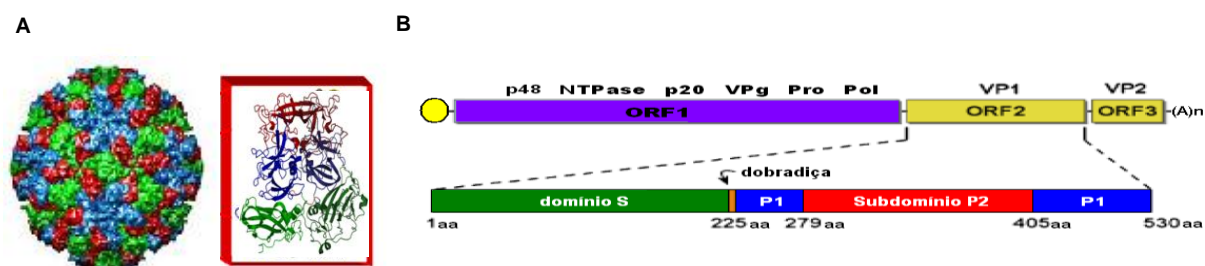 A
B
p48 NTPase p20 VPg Pro Pol VP1 VP2
ORF1 ORF2 ORF3 -(A)n
dobradiça
domínio S P1 Subdomínio P2 P1
1aa 225aa 279aa 405aa 530aa